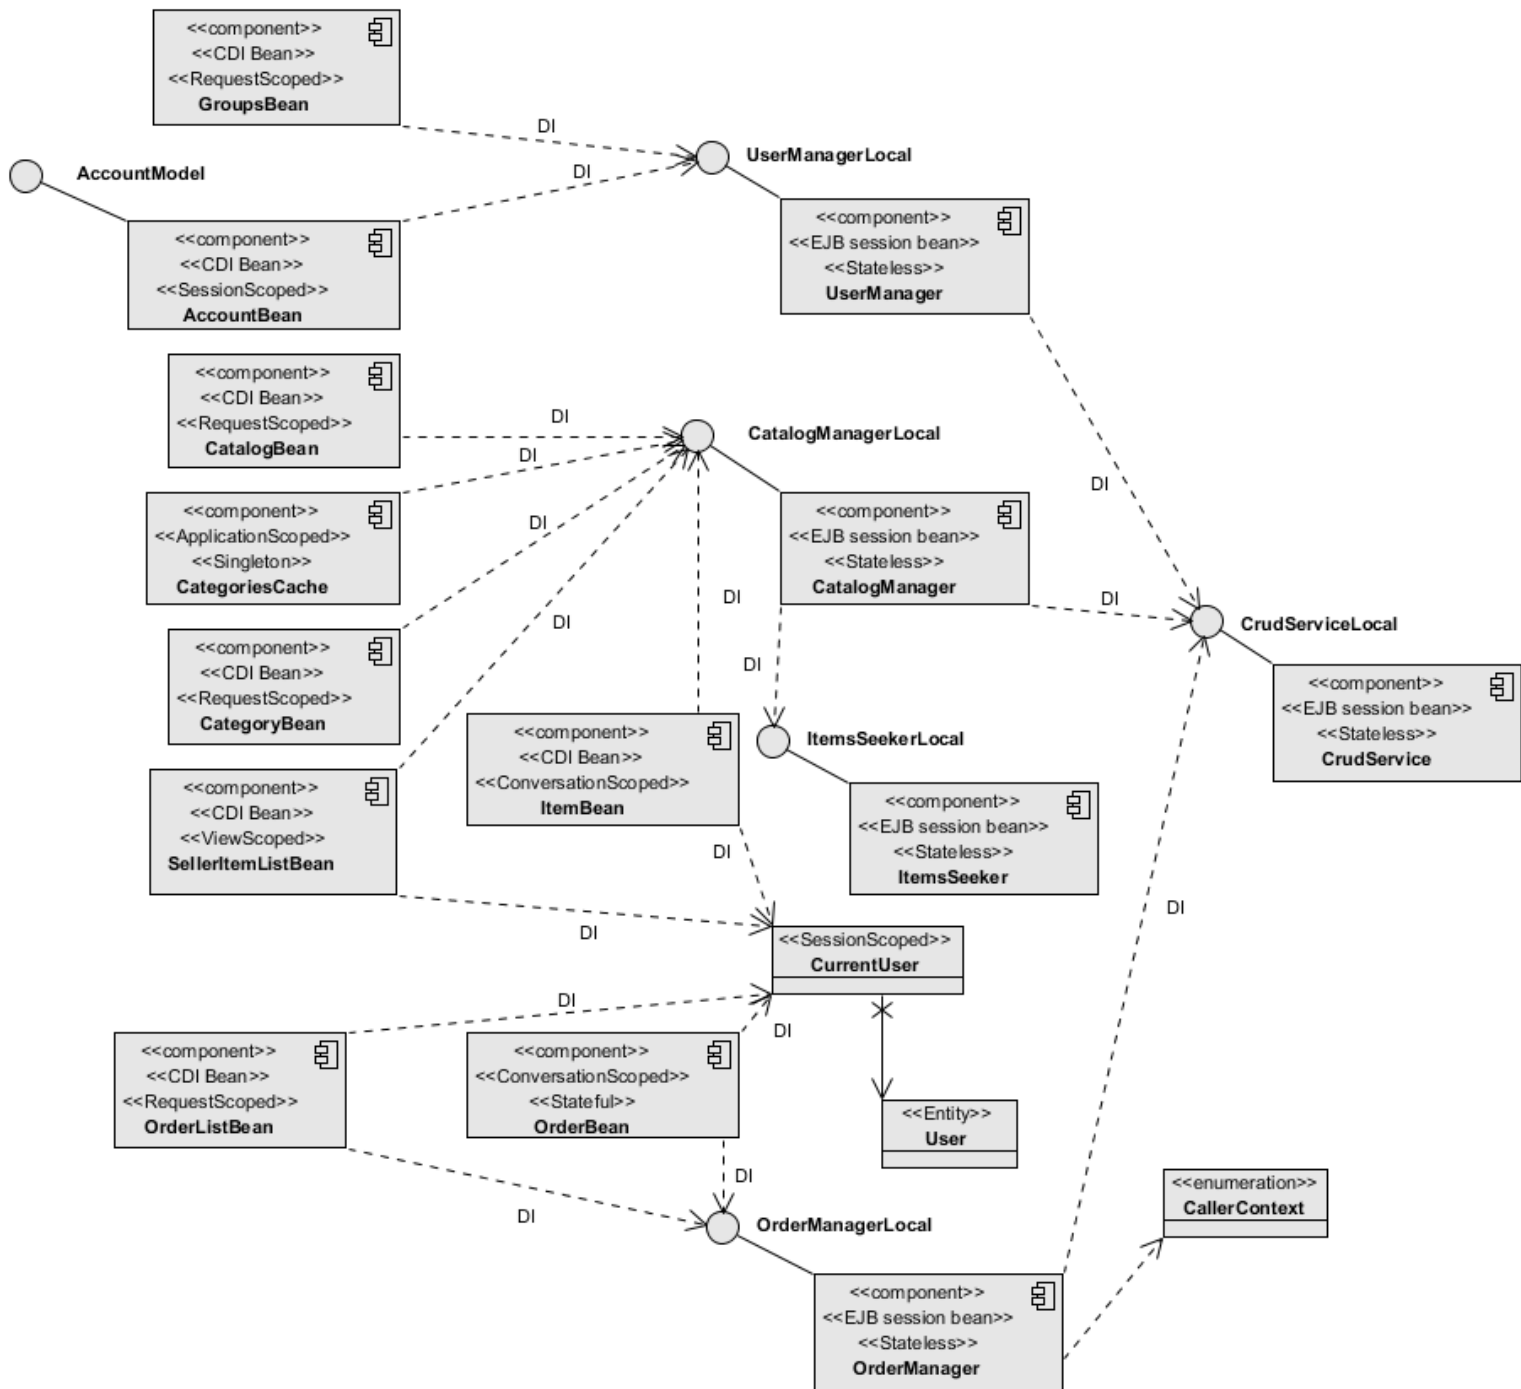 <<component>>
<<CDI Bean>>
<<RequestScoped>>
GroupsBean
DI
UserManagerLocal
DI
AccountModel
<<component>>
<<EJB session bean>>
<<Stateless>>
UserManager
<<component>>
<<CDI Bean>>
<<SessionScoped>>
AccountBean
<<component>>
<<CDI Bean>>
<<RequestScoped>>
CatalogBean
DI
CatalogManagerLocal
DI
DI
<<component>>
<<ApplicationScoped>>
<<Singleton>>
CategoriesCache
DI
<<component>>
<<EJB session bean>>
<<Stateless>>
CatalogManager
DI
DI
DI
CrudServiceLocal
<<component>>
<<CDI Bean>>
<<RequestScoped>>
CategoryBean
DI
DI
<<component>>
<<EJB session bean>>
<<Stateless>>
CrudService
<<component>>
<<CDI Bean>>
<<ConversationScoped>>
ItemBean
ItemsSeekerLocal
<<component>>
<<CDI Bean>>
<<ViewScoped>>
SellerItemListBean
<<component>>
<<EJB session bean>>
<<Stateless>>
ItemsSeeker
DI
DI
DI
<<SessionScoped>>
CurrentUser
DI
DI
<<component>>
<<CDI Bean>>
<<RequestScoped>>
OrderListBean
<<component>>
<<ConversationScoped>>
<<Stateful>>
OrderBean
<<Entity>>
User
DI
DI
OrderManagerLocal
<<enumeration>>
CallerContext
<<component>>
<<EJB session bean>>
<<Stateless>>
OrderManager